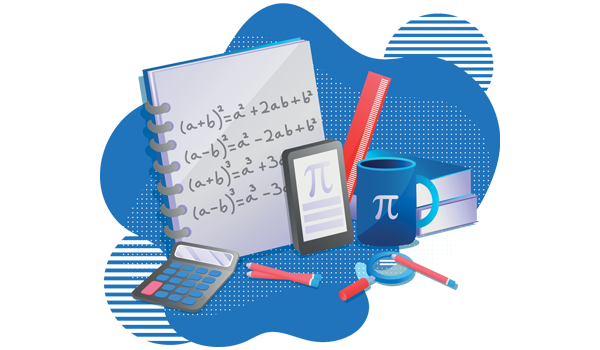 (a+b)²=a²+2ab+b²
(a-b)²=a²-2ab+b²
(a+b)³=a³+3a
(a-b)³=a³-3a
π
π